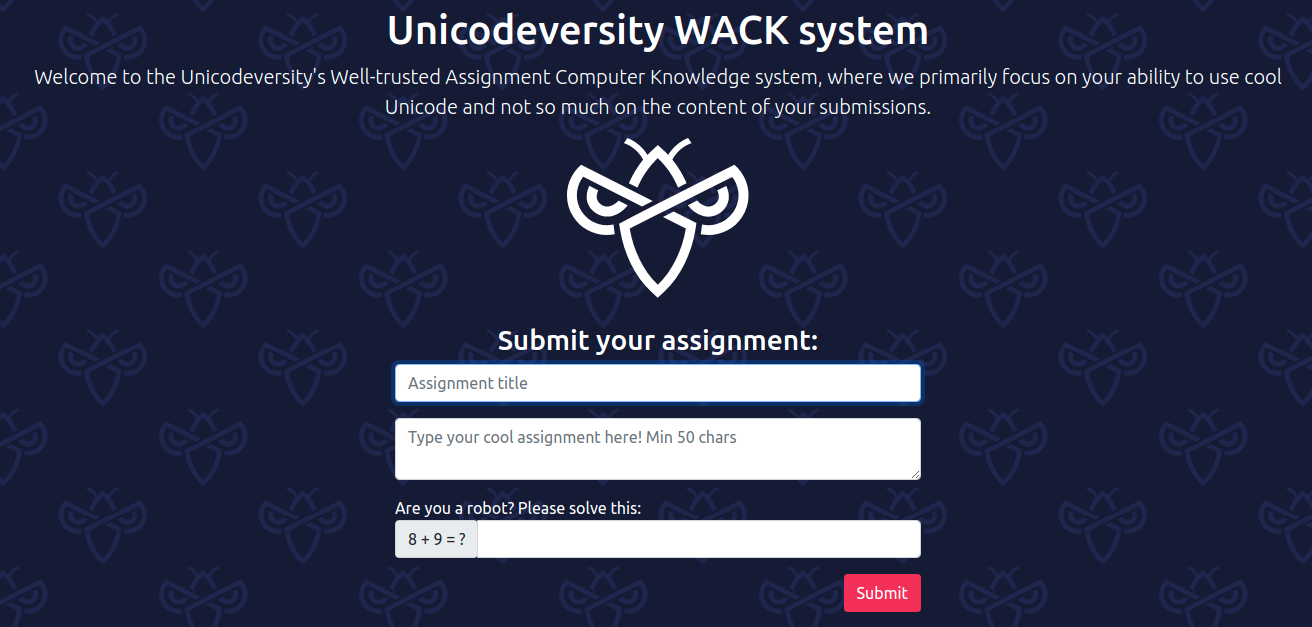 Unicodeversity WACK system
Welcome to the Unicodeversity's Well-trusted Assignment Computer Knowledge system, where we primarily focus on your ability to use cool
Unicode and not so much on the content of your submissions.
Submit your assignment:
Assignment title
Type your cool assignment here! Min 50 chars
Are you a robot? Please solve this:
8 + 9 = ?
Submit